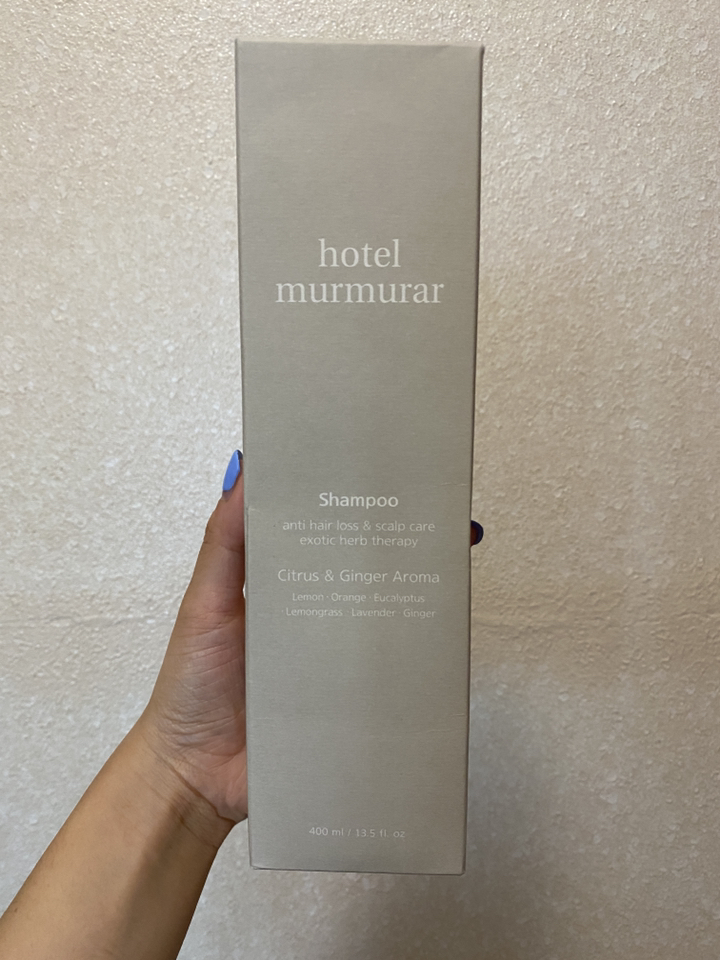 hotel
murmurar
Shampoo
anti hair loss & scalp care
exotic herb therapy
Citrus & Ginger Aroma
Lemon · Orange · Eucalyptus
Lemongrass · Lavender · Ginger
400 ml / 13.5 fl. oz